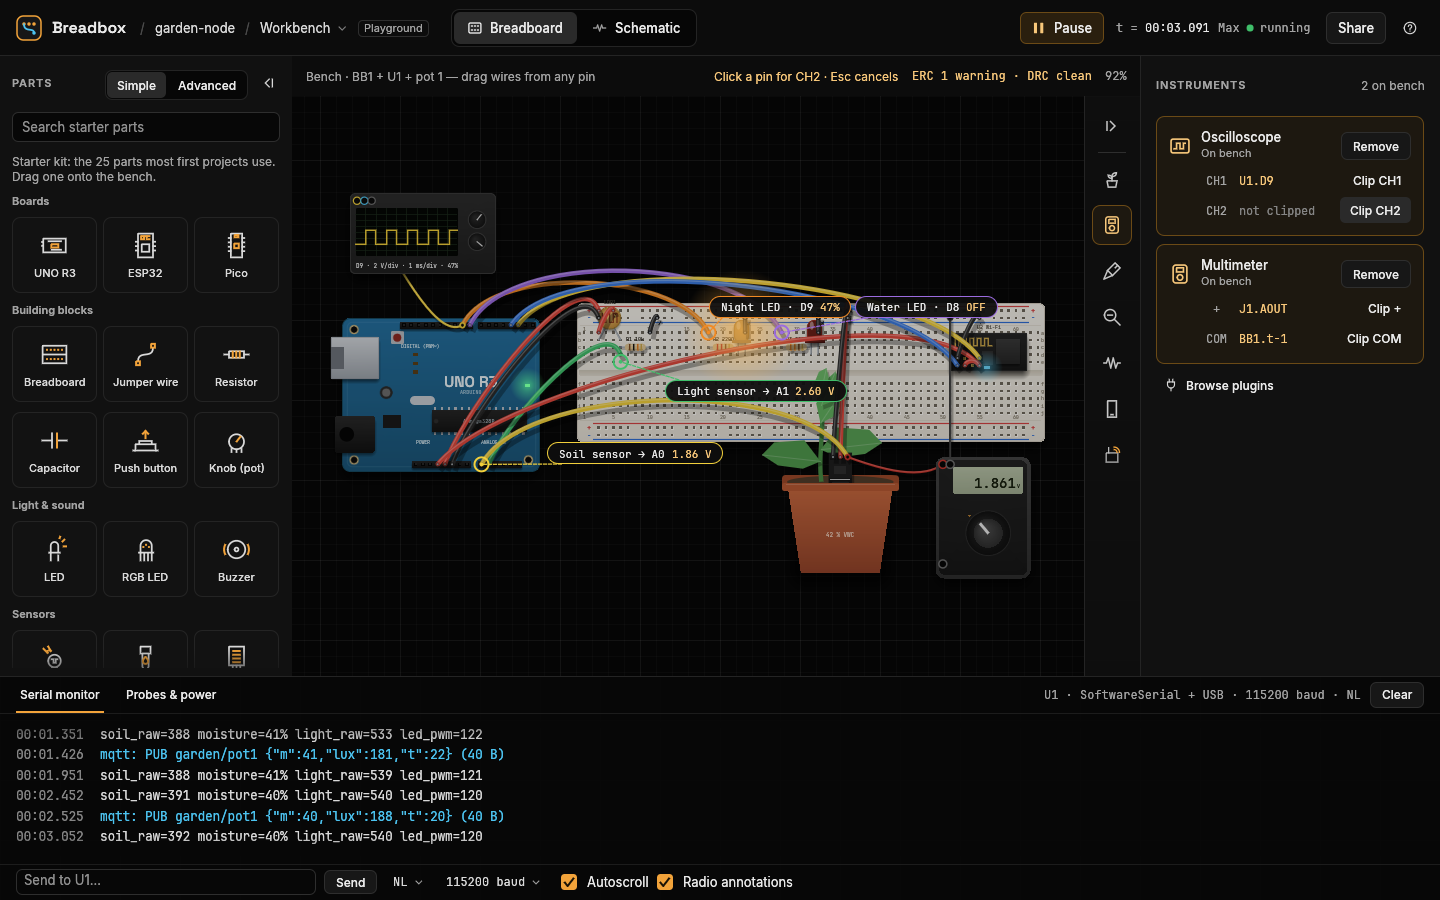 Breadbox / garden-node / Workbench Playground
Breadboard Schematic
Pause t = 00:03.091 Max running Share
PARTS Simple Advanced
Search starter parts
Starter kit: the 25 parts most first projects use.
Drag one onto the bench.
Boards
UNO R3 ESP32 Pico
Building blocks
Breadboard Jumper wire Resistor
Capacitor Push button Knob (pot)
Light & sound
LED RGB LED Buzzer
Sensors
Bench · BB1 + U1 + pot 1 — drag wires from any pin
Click a pin for CH2 · Esc cancels ERC 1 warning · DRC clean 92%
D9 · 2 V/div · 1 ms/div · 47%
Night LED · D9 47%
Water LED · D8 OFF
DIGITAL (PWM~)
UNO R3
POWER
Light sensor → A1 2.60 V
Soil sensor → A0 1.86 V
42 % VWC
1.861 V
INSTRUMENTS 2 on bench
Oscilloscope
On bench
Remove
CH1 U1.D9 Clip CH1
CH2 not clipped Clip CH2
Multimeter
On bench
Remove
+ J1.AOUT Clip +
COM BB1.t-1 Clip COM
Browse plugins
Serial monitor Probes & power
U1 · SoftwareSerial + USB · 115200 baud · NL Clear
00:01.351 soil_raw=388 moisture=41% light_raw=533 led_pwm=122
00:01.426 mqtt: PUB garden/pot1 {"m":41,"lux":181,"t":22} (40 B)
00:01.951 soil_raw=388 moisture=41% light_raw=539 led_pwm=121
00:02.452 soil_raw=391 moisture=40% light_raw=540 led_pwm=120
00:02.525 mqtt: PUB garden/pot1 {"m":40,"lux":188,"t":20} (40 B)
00:03.052 soil_raw=392 moisture=40% light_raw=540 led_pwm=120
Send to U1... Send NL 115200 baud Autoscroll Radio annotations